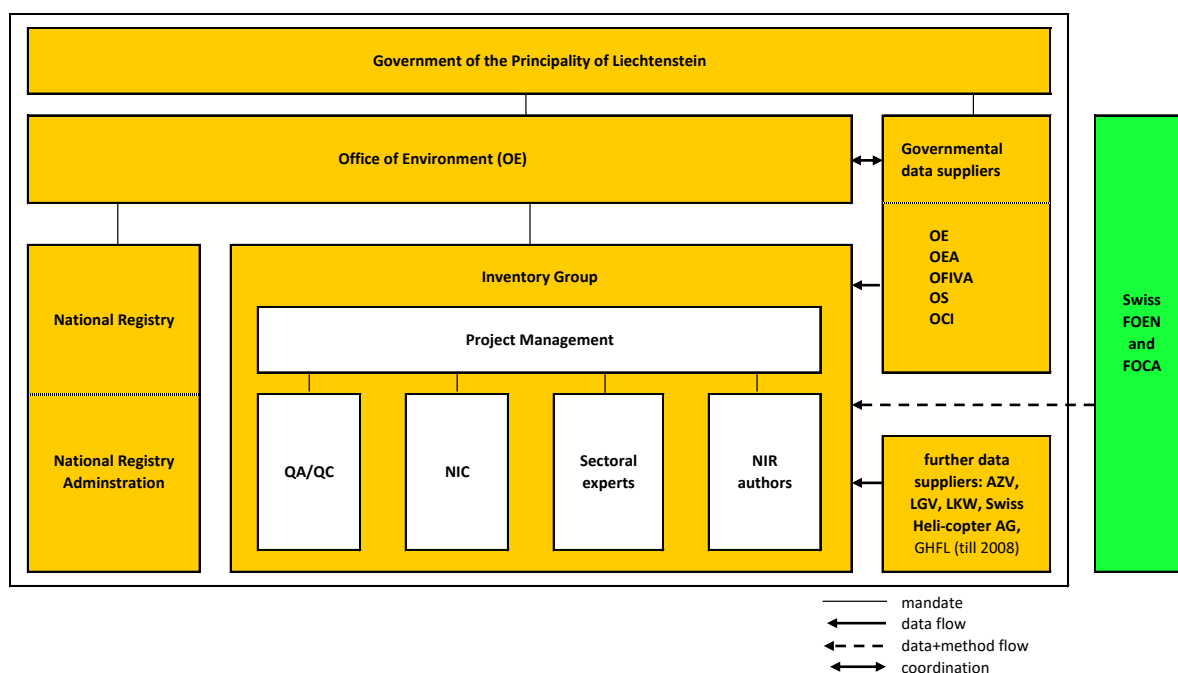 Government of the Principality of Liechtenstein
Office of Environment (OE)
Governmental
data suppliers
OE
OEA
OFIVA
OS
OCI
National Registry
National Registry
Adminstration
Inventory Group
Project Management
QA/QC
NIC
Sectoral
experts
NIR
authors
further data
suppliers: AZV,
LGV, LKW, Swiss
Heli-copter AG,
GHFL (till 2008)
Swiss
FOEN
and
FOCA
mandate
data flow
data+method flow
coordination